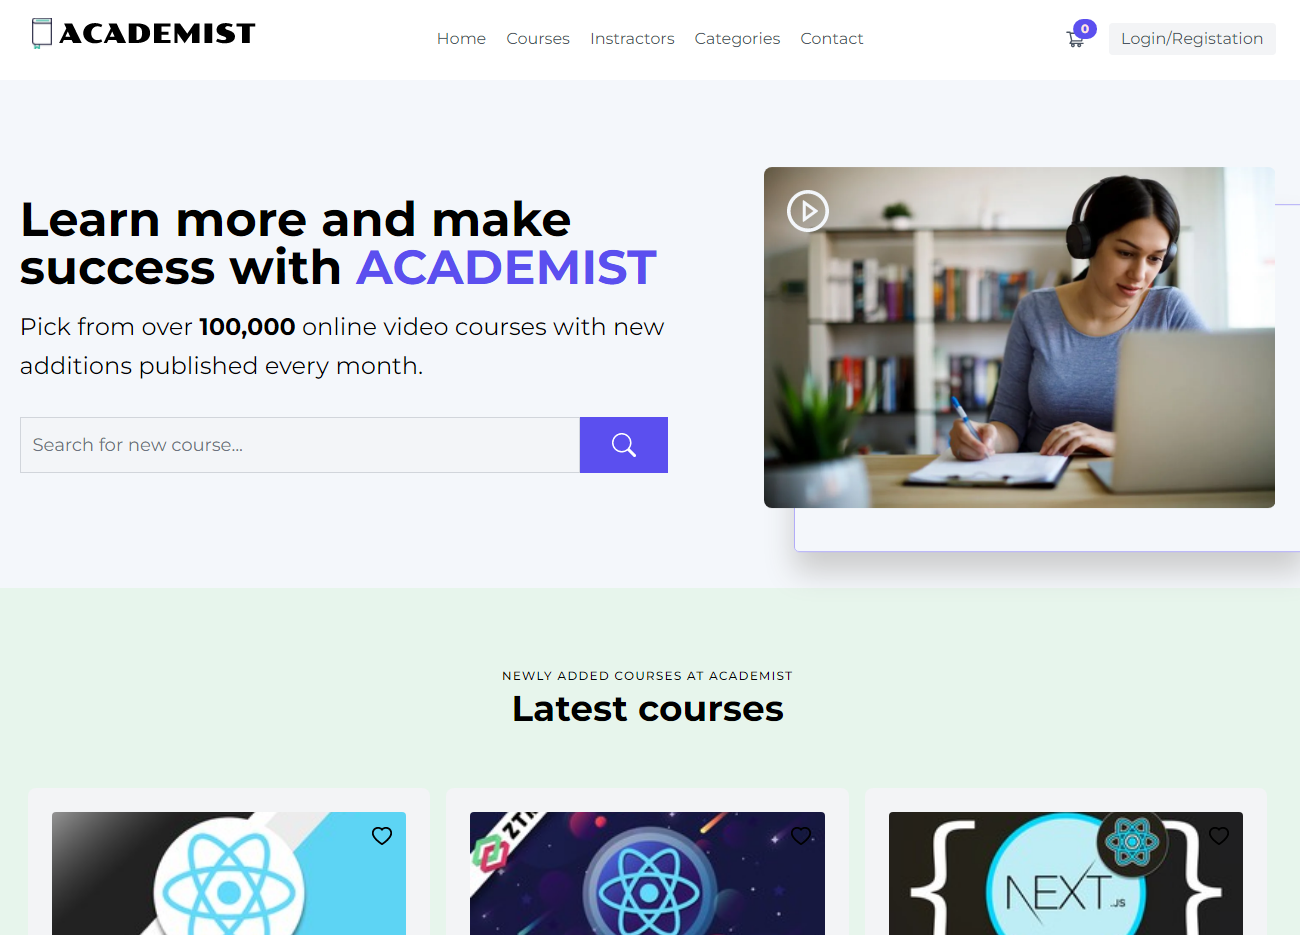 ACADEMIST
Home Courses Instractors Categories Contact
0
Login/Registation
Learn more and make
success with ACADEMIST
Pick from over 100,000 online video courses with new
additions published every month.
Search for new course...
NEWLY ADDED COURSES AT ACADEMIST
Latest courses
ZTM
{ NEXT.JS }